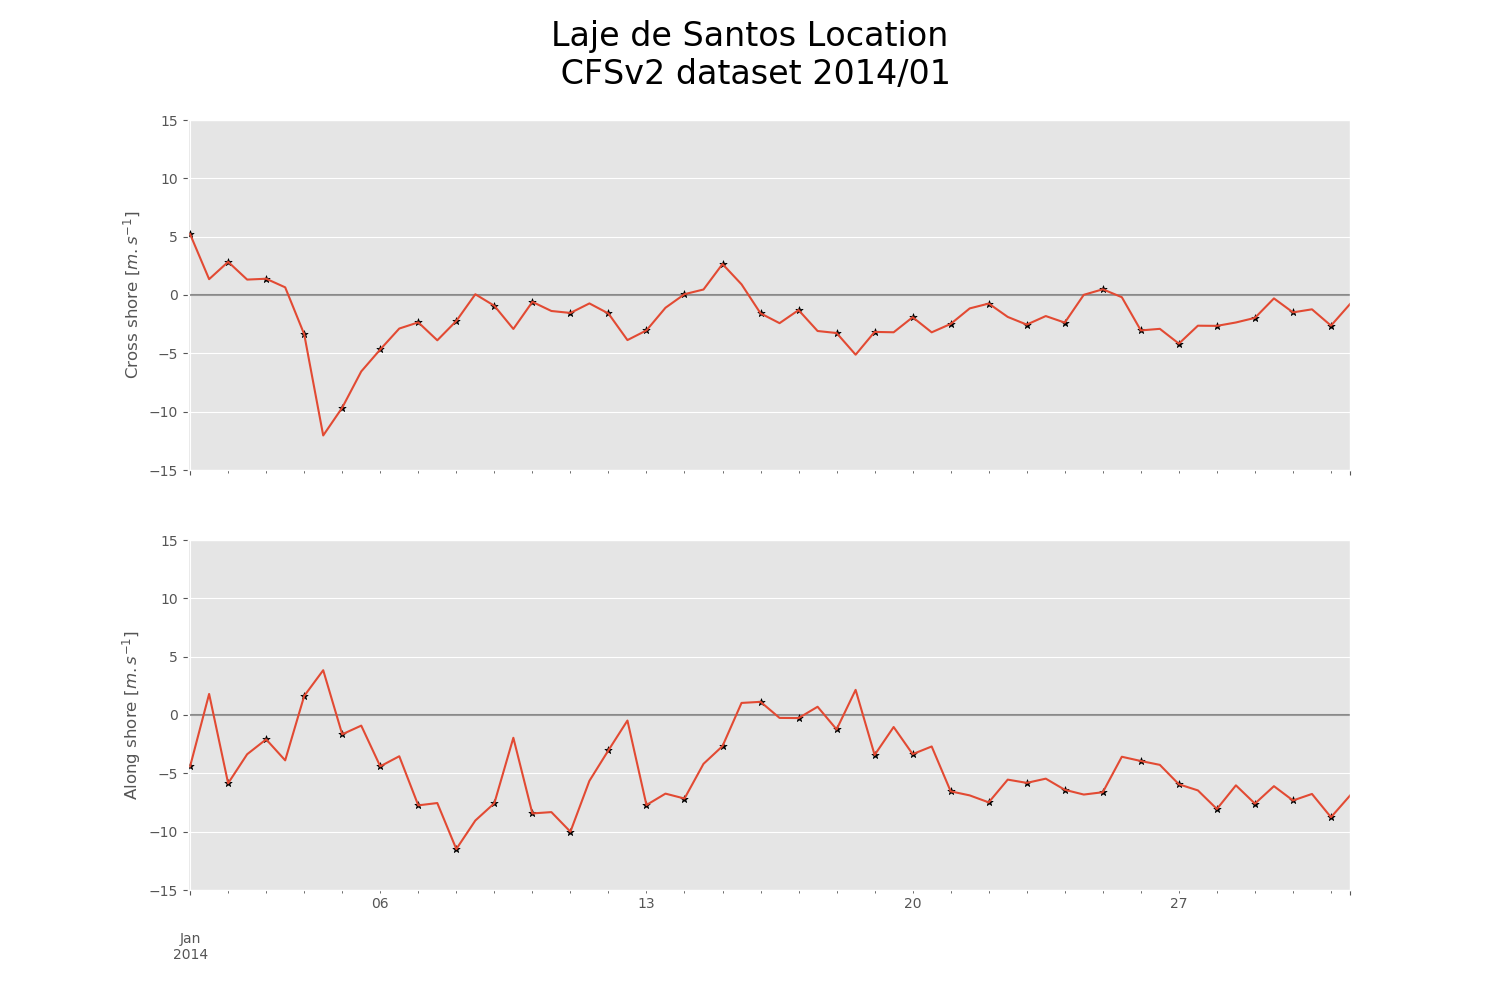 Laje de Santos Location
CFSv2 dataset 2014/01
15
10
5
0
−5
−10
−15
Cross shore [m.s⁻¹]
15
10
5
0
−5
−10
−15
Along shore [m.s⁻¹]
06 13 20 27
Jan
2014